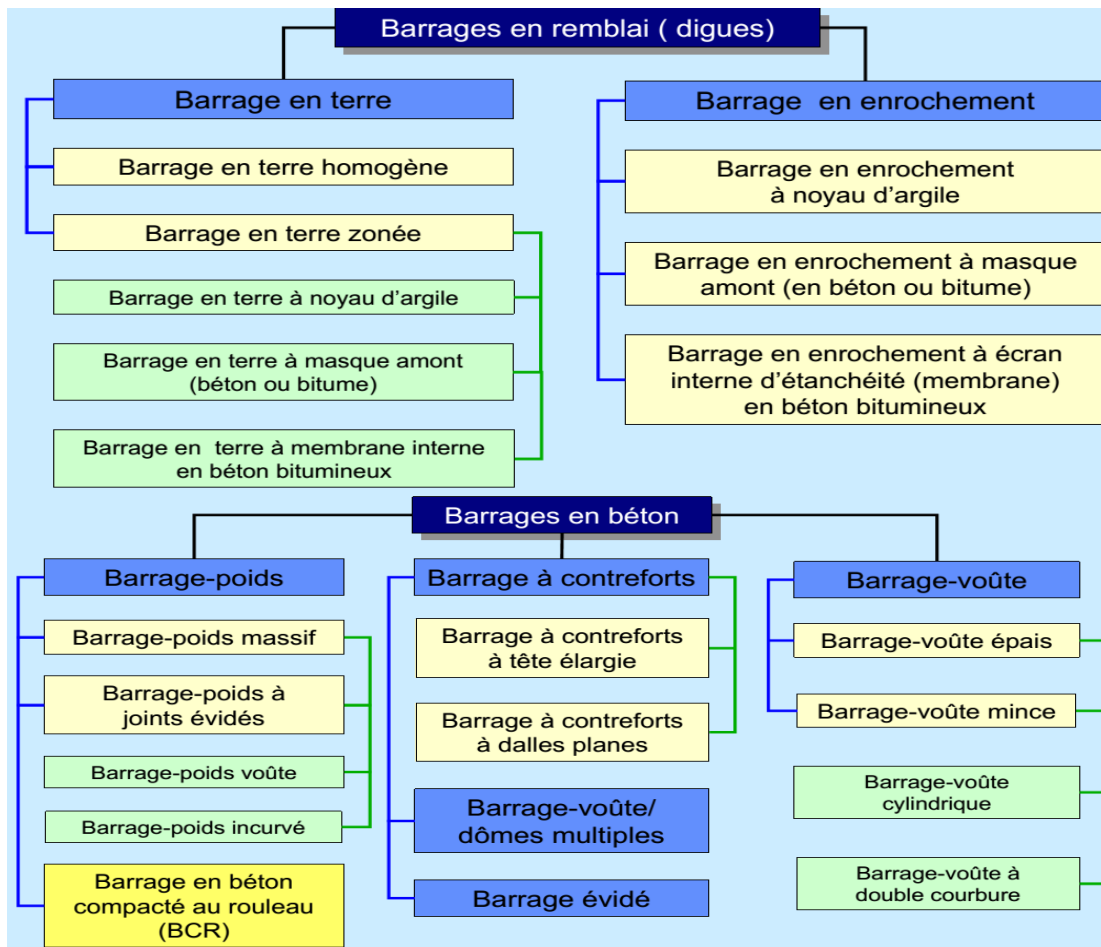 Barrages en remblai ( digues)
Barrage en terre
Barrage en terre homogène
Barrage en terre zonée
Barrage en terre à noyau d'argile
Barrage en terre à masque amont
(béton ou bitume)
Barrage en terre à membrane interne
en béton bitumineux
Barrage en enrochement
Barrage en enrochement
à noyau d'argile
Barrage en enrochement à masque
amont (en béton ou bitume)
Barrage en enrochement à écran
interne d'étanchéité (membrane)
en béton bitumineux
Barrages en béton
Barrage-poids
Barrage-poids massif
Barrage-poids à
joints évidés
Barrage-poids voûte
Barrage-poids incurvé
Barrage en béton
compacté au rouleau
(BCR)
Barrage à contreforts
Barrage à contreforts
à tête élargie
Barrage à contreforts
à dalles planes
Barrage-voûte/
dômes multiples
Barrage évidé
Barrage-voûte
Barrage-voûte épais
Barrage-voûte mince
Barrage-voûte
cylindrique
Barrage-voûte à
double courbure